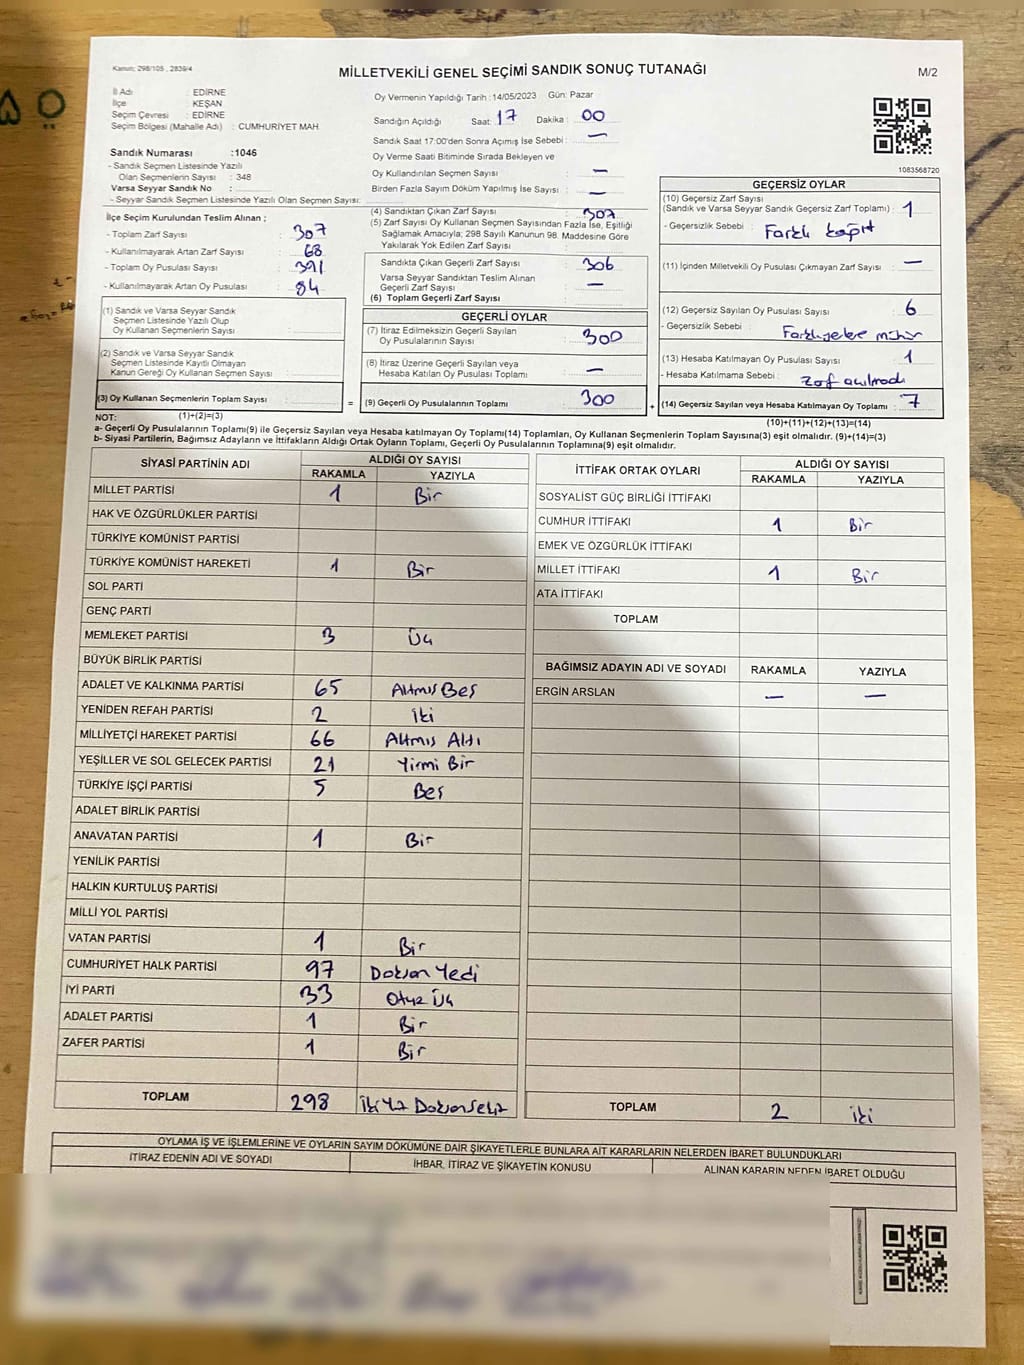 Kanun: 298/105 , 2839/4
MİLLETVEKİLİ GENEL SEÇİMİ SANDIK SONUÇ TUTANAĞI
M/2
İl Adı : EDİRNE
İlçe : KEŞAN
Seçim Çevresi : EDİRNE
Seçim Bölgesi (Mahalle Adı) : CUMHURİYET MAH.
Sandık Numarası :1046
- Sandık Seçmen Listesinde Yazılı
Olan Seçmenlerin Sayısı : 348
Varsa Seyyar Sandık No :
- Seyyar Sandık Seçmen Listesinde Yazılı Olan Seçmen Sayısı:
Oy Vermenin Yapıldığı Tarih :14/05/2023 Gün: Pazar
Sandığın Açıldığı Saat: 17 Dakika : 00
Sandık Saat 17:00'den Sonra Açımış İse Sebebi : —
Oy Verme Saati Bitiminde Sırada Bekleyen ve
Oy Kullandırılan Seçmen Sayısı : —
Birden Fazla Sayım Döküm Yapılmış İse Sayısı : —
1083568720
İlçe Seçim Kurulundan Teslim Alınan ;
- Toplam Zarf Sayısı : 307
- Kullanılmayarak Artan Zarf Sayısı : 68
- Toplam Oy Pusulası Sayısı : 391
- Kullanılmayarak Artan Oy Pusulası : 84
(1) Sandık ve Varsa Seyyar Sandık
Seçmen Listesinde Yazılı Olup
Oy Kullanan Seçmenlerin Sayısı :
(2) Sandık ve Varsa Seyyar Sandık
Seçmen Listesinde Kayıtlı Olmayan
Kanun Gereği Oy Kullanan Seçmen Sayısı :
(3) Oy Kullanan Seçmenlerin Toplam Sayısı :
(1)+(2)=(3)
(4) Sandıktan Çıkan Zarf Sayısı : 307
(5) Zarf Sayısı Oy Kullanan Seçmen Sayısından Fazla İse, Eşitliği
Sağlamak Amacıyla; 298 Sayılı Kanunun 98. Maddesine Göre
Yakılarak Yok Edilen Zarf Sayısı :
Sandıkta Çıkan Geçerli Zarf Sayısı : 306
Varsa Seyyar Sandıktan Teslim Alınan
Geçerli Zarf Sayısı : —
(6) Toplam Geçerli Zarf Sayısı :
GEÇERLİ OYLAR
(7) İtiraz Edilmeksizin Geçerli Sayılan
Oy Pusulalarının Sayısı : 300
(8) İtiraz Üzerine Geçerli Sayılan veya
Hesaba Katılan Oy Pusulası Toplamı : —
= (9) Geçerli Oy Pusulalarının Toplamı : 300 +
GEÇERSİZ OYLAR
(10) Geçersiz Zarf Sayısı
(Sandık ve Varsa Seyyar Sandık Geçersiz Zarf Toplamı) : 1
- Geçersizlik Sebebi : Farklı kağıt
(11) İçinden Milletvekili Oy Pusulası Çıkmayan Zarf Sayısı : —
(12) Geçersiz Sayılan Oy Pusulası Sayısı : 6
- Geçersizlik Sebebi : Farklı yerlere mühür
(13) Hesaba Katılmayan Oy Pusulası Sayısı : 1
- Hesaba Katılmama Sebebi : Zarf açılmadı
(14) Geçersiz Sayılan veya Hesaba Katılmayan Oy Toplamı : 7
(10)+(11)+(12)+(13)=(14)
NOT:
a- Geçerli Oy Pusulalarının Toplamı(9) ile Geçersiz Sayılan veya Hesaba katılmayan Oy Toplamı(14) Toplamları, Oy Kullanan Seçmenlerin Toplam Sayısına(3) eşit olmalıdır. (9)+(14)=(3)
b- Siyasi Partilerin, Bağımsız Adayların ve İttifakların Aldığı Ortak Oyların Toplamı, Geçerli Oy Pusulalarının Toplamına(9) eşit olmalıdır.
SİYASİ PARTİNİN ADI ALDIĞI OY SAYISI
RAKAMLA YAZIYLA
MİLLET PARTİSİ 1 Bir
HAK VE ÖZGÜRLÜKLER PARTİSİ
TÜRKİYE KOMÜNİST PARTİSİ
TÜRKİYE KOMÜNİST HAREKETİ 1 Bir
SOL PARTİ
GENÇ PARTİ
MEMLEKET PARTİSİ 3 Üç
BÜYÜK BİRLİK PARTİSİ
ADALET VE KALKINMA PARTİSİ 65 Altmış Beş
YENİDEN REFAH PARTİSİ 2 İki
MİLLİYETÇİ HAREKET PARTİSİ 66 Altmış Altı
YEŞİLLER VE SOL GELECEK PARTİSİ 21 Yirmi Bir
TÜRKİYE İŞÇİ PARTİSİ 5 Beş
ADALET BİRLİK PARTİSİ
ANAVATAN PARTİSİ 1 Bir
YENİLİK PARTİSİ
HALKIN KURTULUŞ PARTİSİ
MİLLİ YOL PARTİSİ
VATAN PARTİSİ 1 Bir
CUMHURİYET HALK PARTİSİ 97 Doksan Yedi
İYİ PARTİ 33 Otuz Üç
ADALET PARTİSİ 1 Bir
ZAFER PARTİSİ 1 Bir
TOPLAM 298 İkiYüz DoksanSekiz
İTTİFAK ORTAK OYLARI ALDIĞI OY SAYISI
RAKAMLA YAZIYLA
SOSYALİST GÜÇ BİRLİĞİ İTTİFAKI
CUMHUR İTTİFAKI 1 Bir
EMEK VE ÖZGÜRLÜK İTTİFAKI
MİLLET İTTİFAKI 1 Bir
ATA İTTİFAKI
TOPLAM
BAĞIMSIZ ADAYIN ADI VE SOYADI RAKAMLA YAZIYLA
ERGİN ARSLAN — —
TOPLAM 2 İki
OYLAMA İŞ VE İŞLEMLERİNE VE OYLARIN SAYIM DÖKÜMÜNE DAİR ŞİKAYETLERLE BUNLARA AİT KARARLARIN NELERDEN İBARET BULUNDUKLARI
İTİRAZ EDENİN ADI VE SOYADI İHBAR, İTİRAZ VE ŞİKAYETİN KONUSU ALINAN KARARIN NEDEN İBARET OLDUĞU